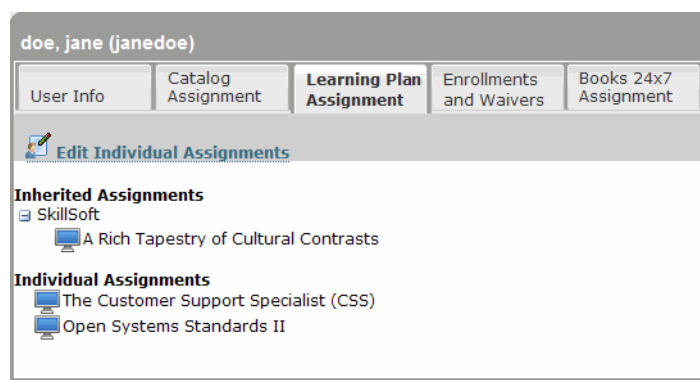 doe, jane (janedoe)
User Info
Catalog
Assignment
Learning Plan
Assignment
Enrollments
and Waivers
Books 24x7
Assignment
Edit Individual Assignments
Inherited Assignments
SkillSoft
A Rich Tapestry of Cultural Contrasts
Individual Assignments
The Customer Support Specialist (CSS)
Open Systems Standards II